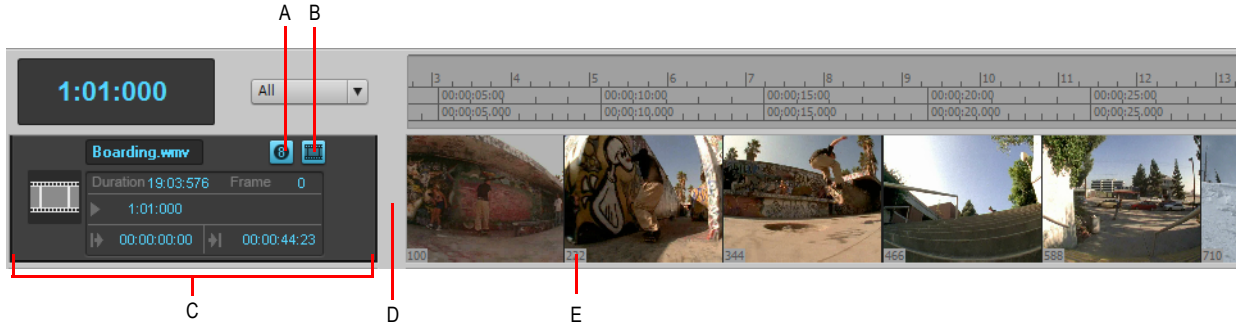 A B
1:01:000
All
3 4 5 6 7 8 9 10 11 12 13
00:00:05:00 00:00:10:00 00:00:15:00 00:00:20:00 00:00:25:00
00:00:05.000 00:00:10.000 00:00:15.000 00:00:20.000 00:00:25.000
Boarding.wmv 8
Duration 19:03:576 Frame 0
1:01:000
00:00:00:00 00:00:44:23
100 222 344 466 588 710
C D E